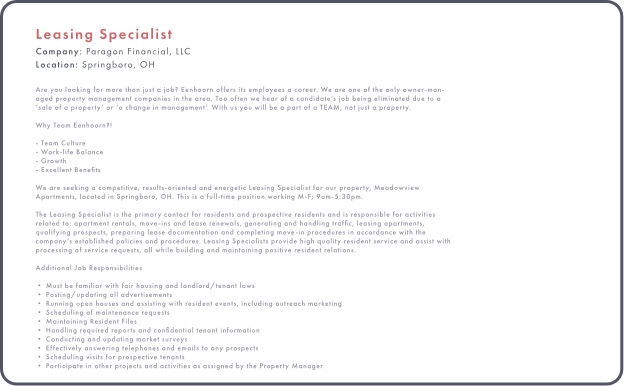 Leasing Specialist
Company: Paragon Financial, LLC
Location: Springboro, OH
Are you looking for more than just a job? Eenhoorn offers its employees a career. We are one of the only owner-man-
aged property management companies in the area. Too often we hear of a candidate's job being eliminated due to a
'sale of a property' or 'a change in management'. With us you will be a part of a TEAM, not just a property.
Why Team Eenhoorn?!
- Team Culture
- Work-life Balance
- Growth
- Excellent Benefits
We are seeking a competitive, results-oriented and energetic Leasing Specialist for our property, Meadowview
Apartments, located in Springboro, OH. This is a full-time position working M-F; 9am-5:30pm.
The Leasing Specialist is the primary contact for residents and prospective residents and is responsible for activities
related to: apartment rentals, move-ins and lease renewals, generating and handling traffic, leasing apartments,
qualifying prospects, preparing lease documentation and completing move-in procedures in accordance with the
company's established policies and procedures. Leasing Specialists provide high quality resident service and assist with
processing of service requests, all while building and maintaining positive resident relations.
Additional Job Responsibilities
• Must be familiar with fair housing and landlord/tenant laws
• Posting/updating all advertisements
• Running open houses and assisting with resident events, including outreach marketing
• Scheduling of maintenance requests
• Maintaining Resident Files
• Handling required reports and confidential tenant information
• Conducting and updating market surveys
• Effectively answering telephones and emails to any prospects
• Scheduling visits for prospective tenants
• Participate in other projects and activities as assigned by the Property Manager